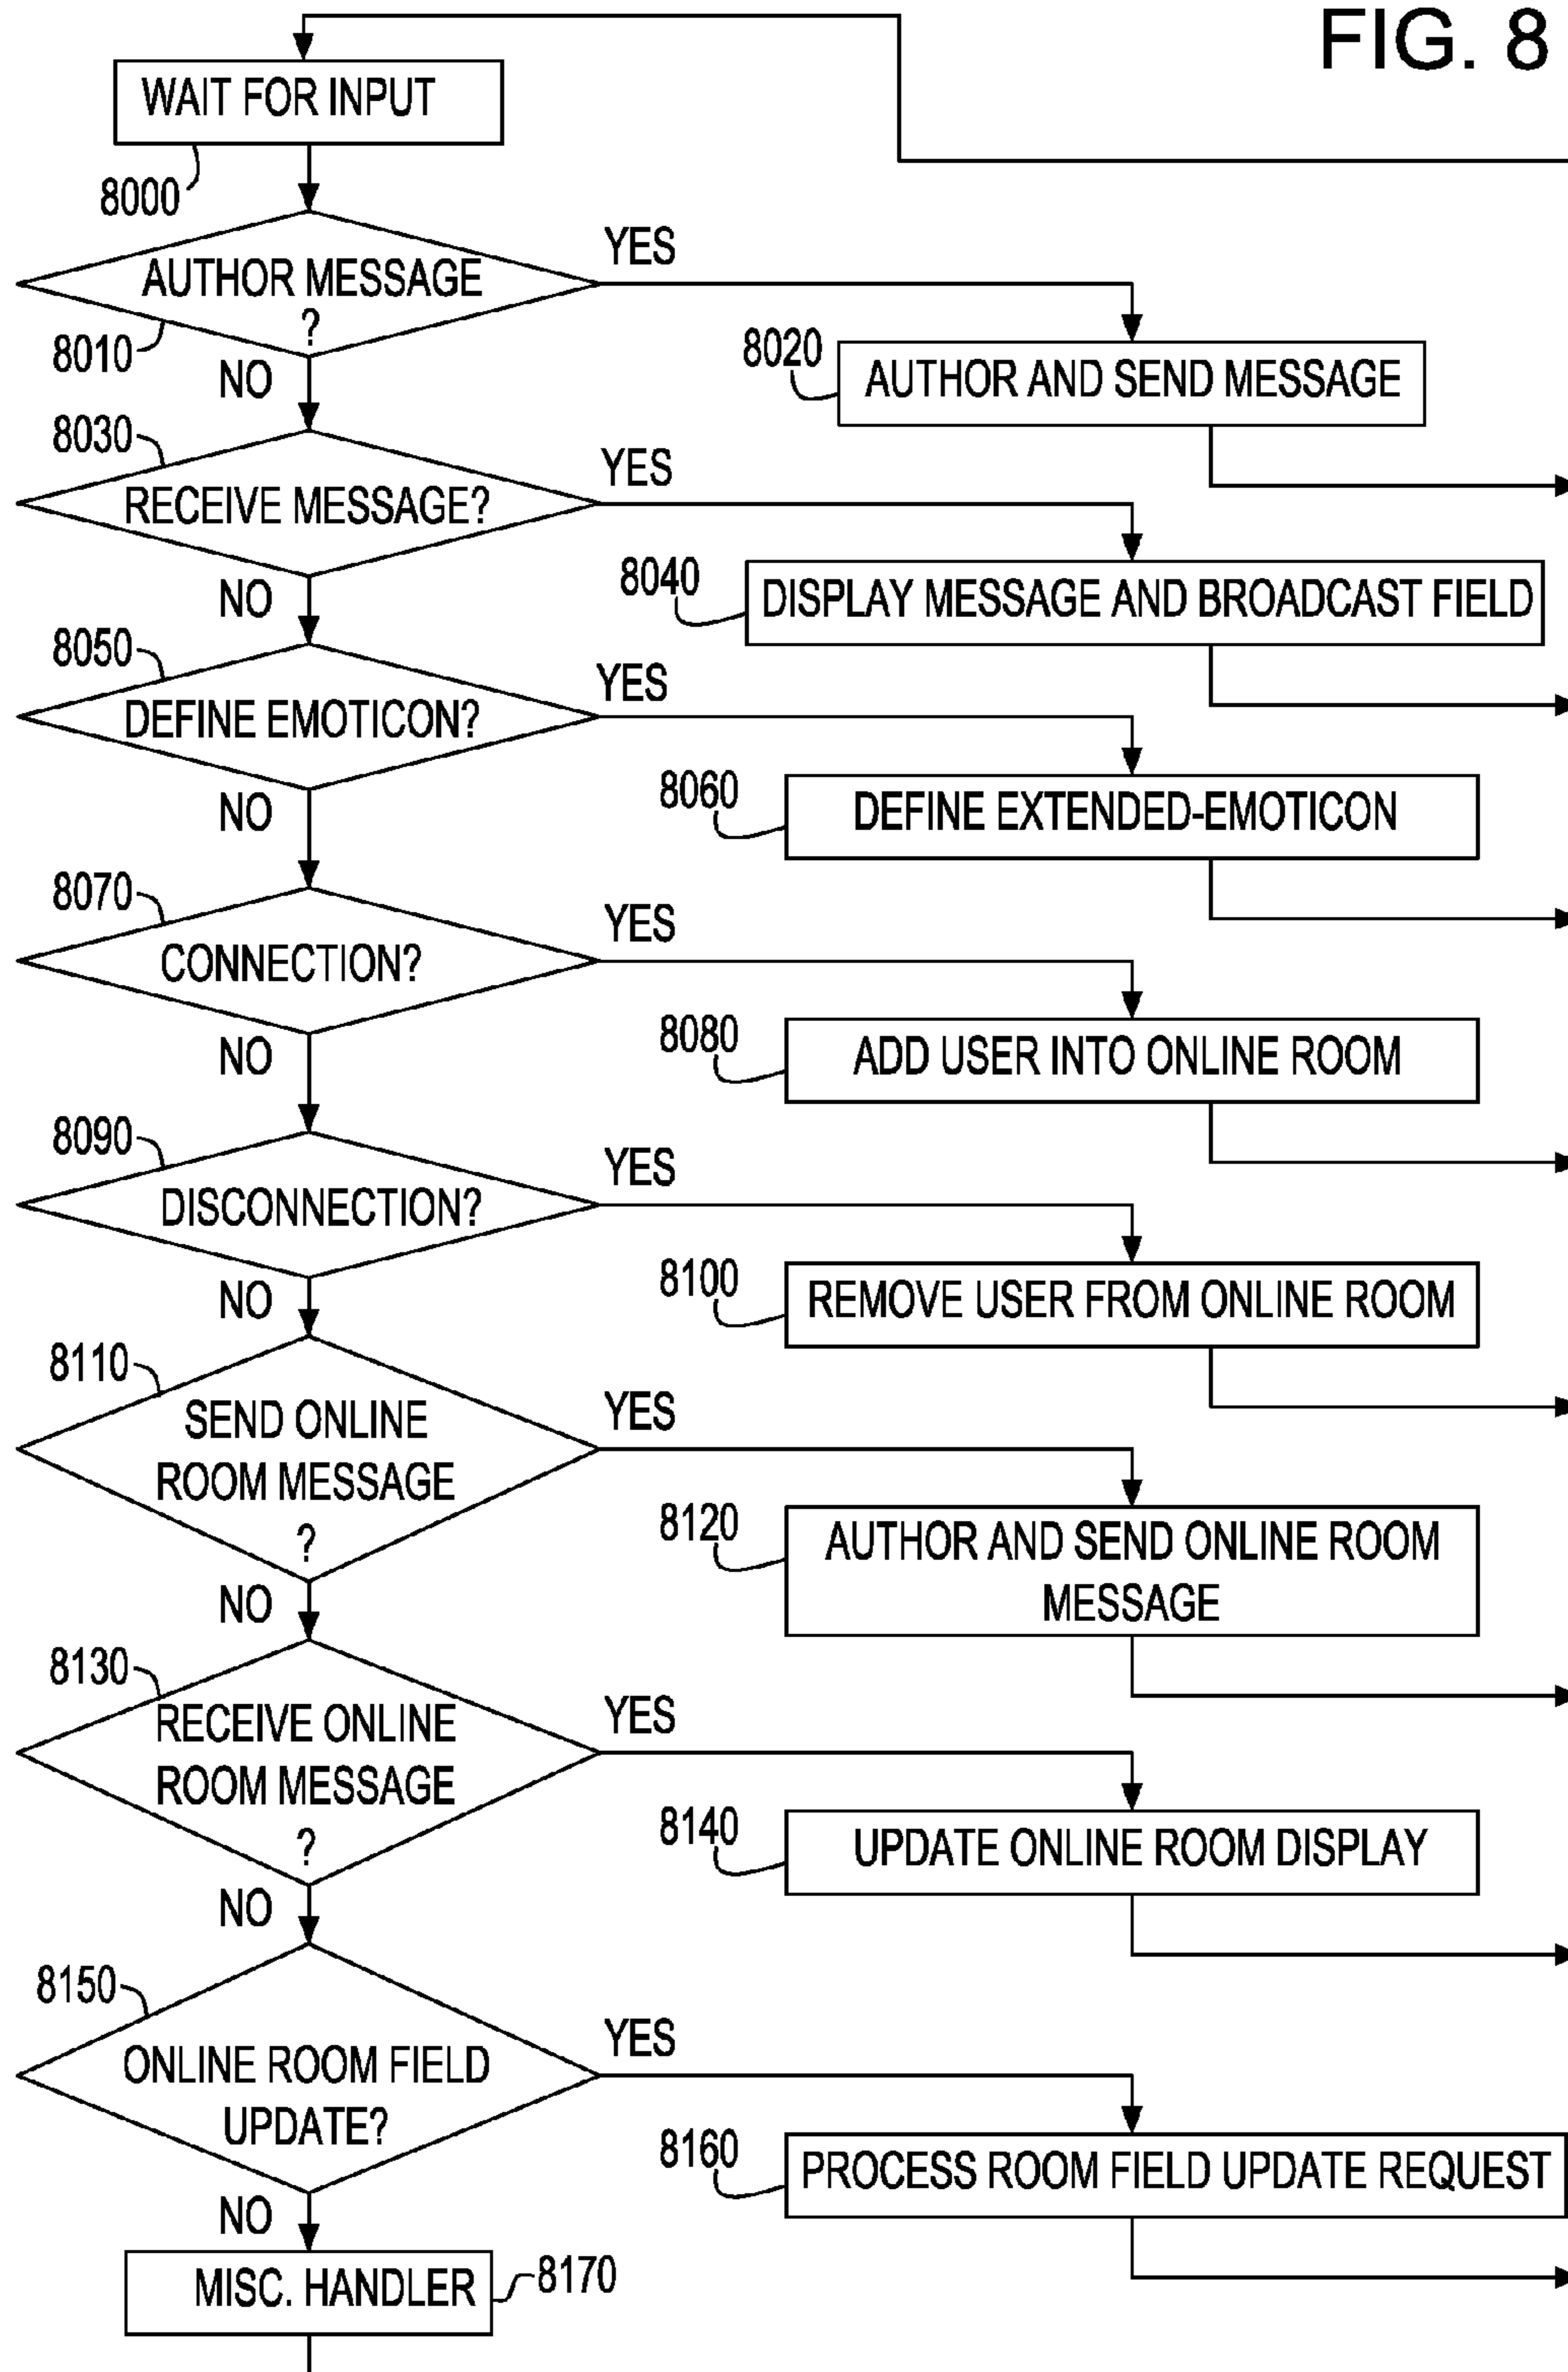 FIG. 8
WAIT FOR INPUT
8000
AUTHOR MESSAGE
?
8010
YES
NO
8020
AUTHOR AND SEND MESSAGE
8030
RECEIVE MESSAGE?
YES
NO
8040
DISPLAY MESSAGE AND BROADCAST FIELD
8050
DEFINE EMOTICON?
YES
NO
8060
DEFINE EXTENDED-EMOTICON
8070
CONNECTION?
YES
NO
8080
ADD USER INTO ONLINE ROOM
8090
DISCONNECTION?
YES
NO
8100
REMOVE USER FROM ONLINE ROOM
8110
SEND ONLINE
ROOM MESSAGE
?
YES
NO
8120
AUTHOR AND SEND ONLINE ROOM
MESSAGE
8130
RECEIVE ONLINE
ROOM MESSAGE
?
YES
NO
8140
UPDATE ONLINE ROOM DISPLAY
8150
ONLINE ROOM FIELD
UPDATE?
YES
NO
8160
PROCESS ROOM FIELD UPDATE REQUEST
MISC. HANDLER
8170